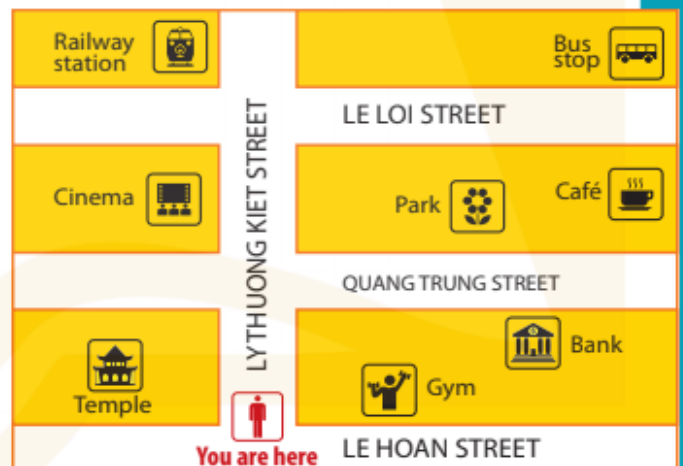 Railway
station
Bus
stop
LE LOI STREET
LYTHUONG KIET STREET
Cinema
Park
Café
QUANG TRUNG STREET
Temple
Gym
Bank
You are here
LE HOAN STREET